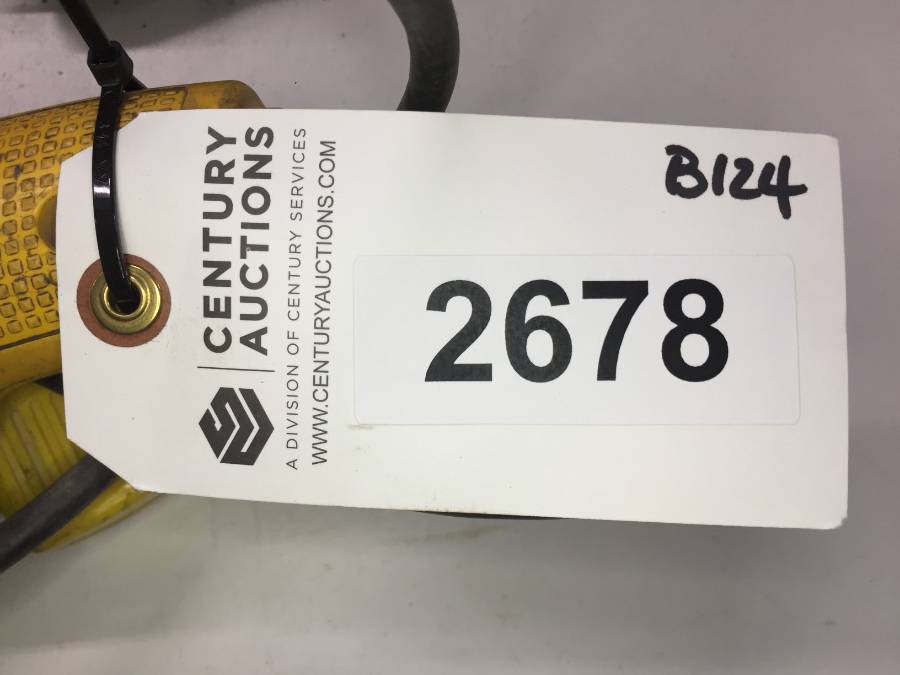 CENTURY
AUCTIONS
A DIVISION OF CENTURY SERVICES
WWW.CENTURYAUCTIONS.COM
B124
2678